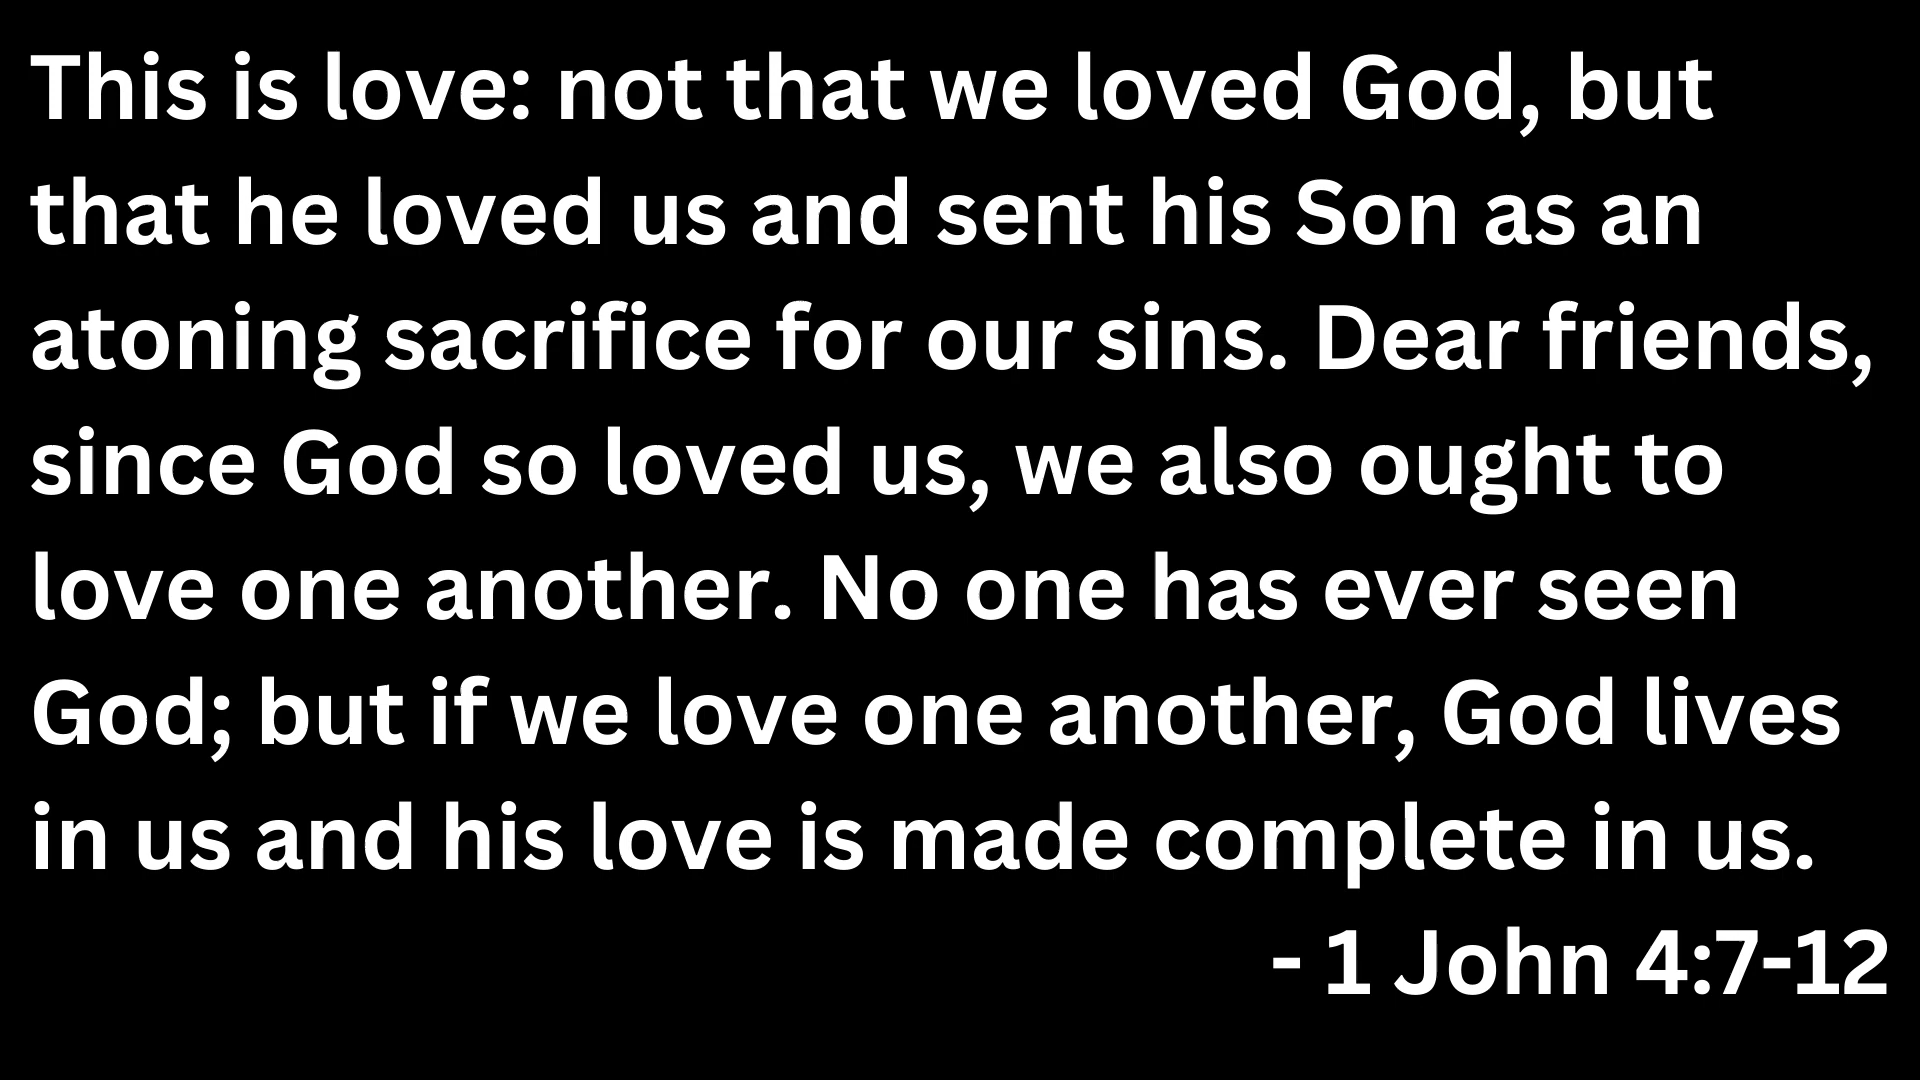 This is love: not that we loved God, but
that he loved us and sent his Son as an
atoning sacrifice for our sins. Dear friends,
since God so loved us, we also ought to
love one another. No one has ever seen
God; but if we love one another, God lives
in us and his love is made complete in us.
- 1 John 4:7-12